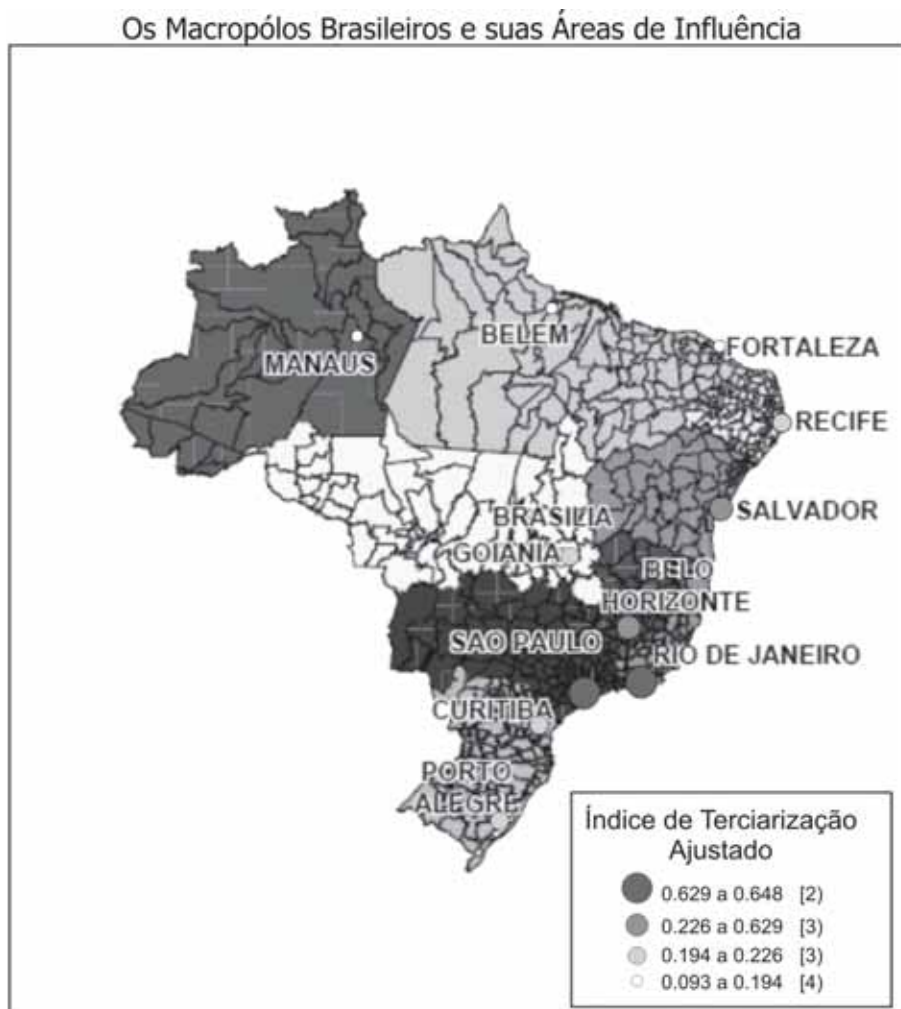 Os Macropólos Brasileiros e suas Áreas de Influência
MANAUS
BELEM
FORTALEZA
RECIFE
BRASILIA
SALVADOR
GOIANIA
BELO
HORIZONTE
SAO PAULO
RIO DE JANEIRO
CURITIBA
PORTO
ALEGRE
Índice de Terciarização
Ajustado
0.629 a 0.648 [2]
0.226 a 0.629 [3]
0.194 a 0.226 [3]
0.093 a 0.194 [4]